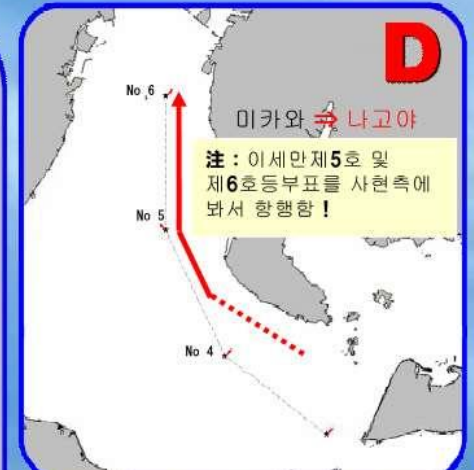 D
미카와 ⇒ 나고야
注 : 이세만제5호 및
제6호등부표를 사현측에
봐서 항행함 !
No 6
No 5
No 4